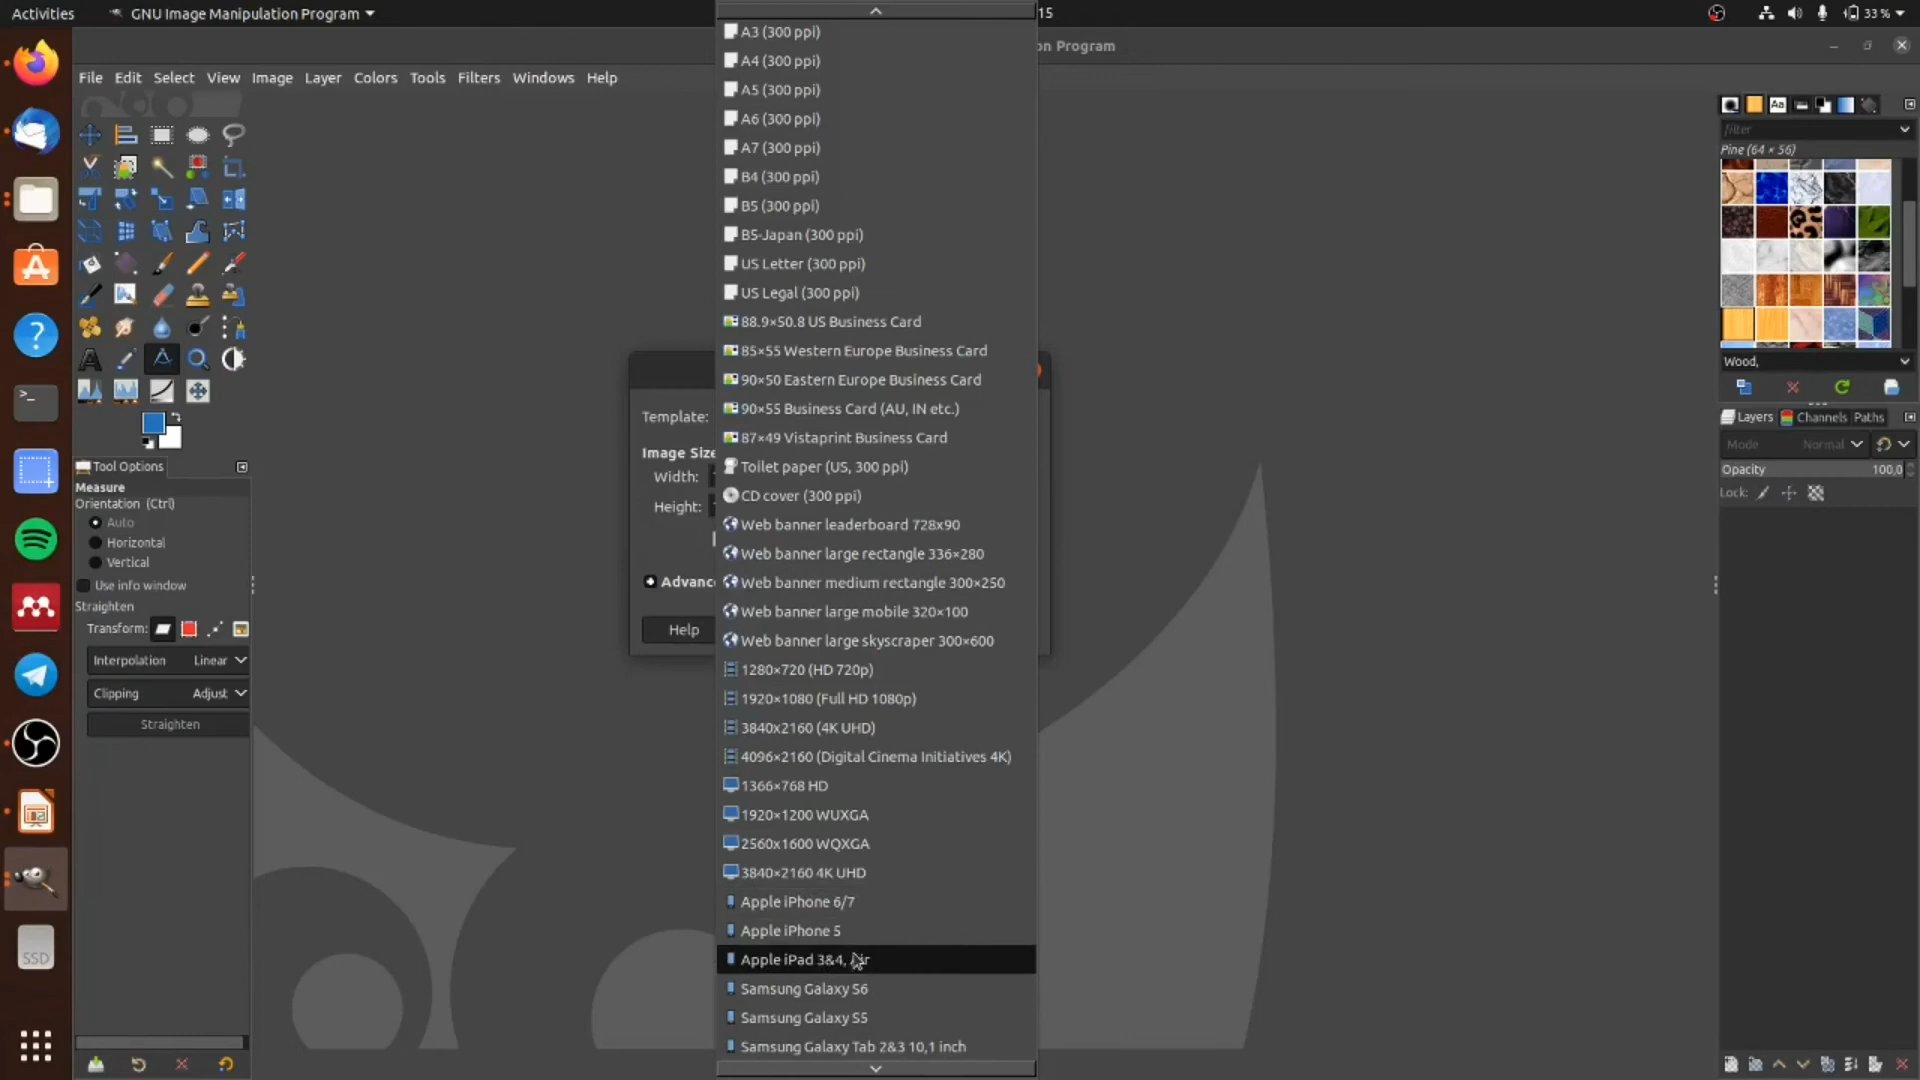 Activities
GNU Image Manipulation Program
15
33 %
on Program
File Edit Select View Image Layer Colors Tools Filters Windows Help
A3 (300 ppi)
A4 (300 ppi)
A5 (300 ppi)
A6 (300 ppi)
A7 (300 ppi)
B4 (300 ppi)
B5 (300 ppi)
B5-Japan (300 ppi)
US Letter (300 ppi)
US Legal (300 ppi)
88.9×50.8 US Business Card
85×55 Western Europe Business Card
90×50 Eastern Europe Business Card
90×55 Business Card (AU, IN etc.)
87×49 Vistaprint Business Card
Toilet paper (US, 300 ppi)
CD cover (300 ppi)
Web banner leaderboard 728x90
Web banner large rectangle 336×280
Web banner medium rectangle 300×250
Web banner large mobile 320×100
Web banner large skyscraper 300×600
1280×720 (HD 720p)
1920×1080 (Full HD 1080p)
3840x2160 (4K UHD)
4096×2160 (Digital Cinema Initiatives 4K)
1366×768 HD
1920×1200 WUXGA
2560x1600 WQXGA
3840×2160 4K UHD
Apple iPhone 6/7
Apple iPhone 5
Apple iPad 3&4,
Samsung Galaxy S6
Samsung Galaxy S5
Samsung Galaxy Tab 2&3 10,1 inch
Template:
Image Size
Width:
Height:
Advanc
Help
Tool Options
Measure
Orientation (Ctrl)
Auto
Horizontal
Vertical
Use info window
Straighten
Transform:
Interpolation Linear
Clipping Adjust
Straighten
SSD
Aa
filter
Pine (64 × 56)
Wood,
Layers Channels Paths
Mode Normal
Opacity 100,0
Lock: